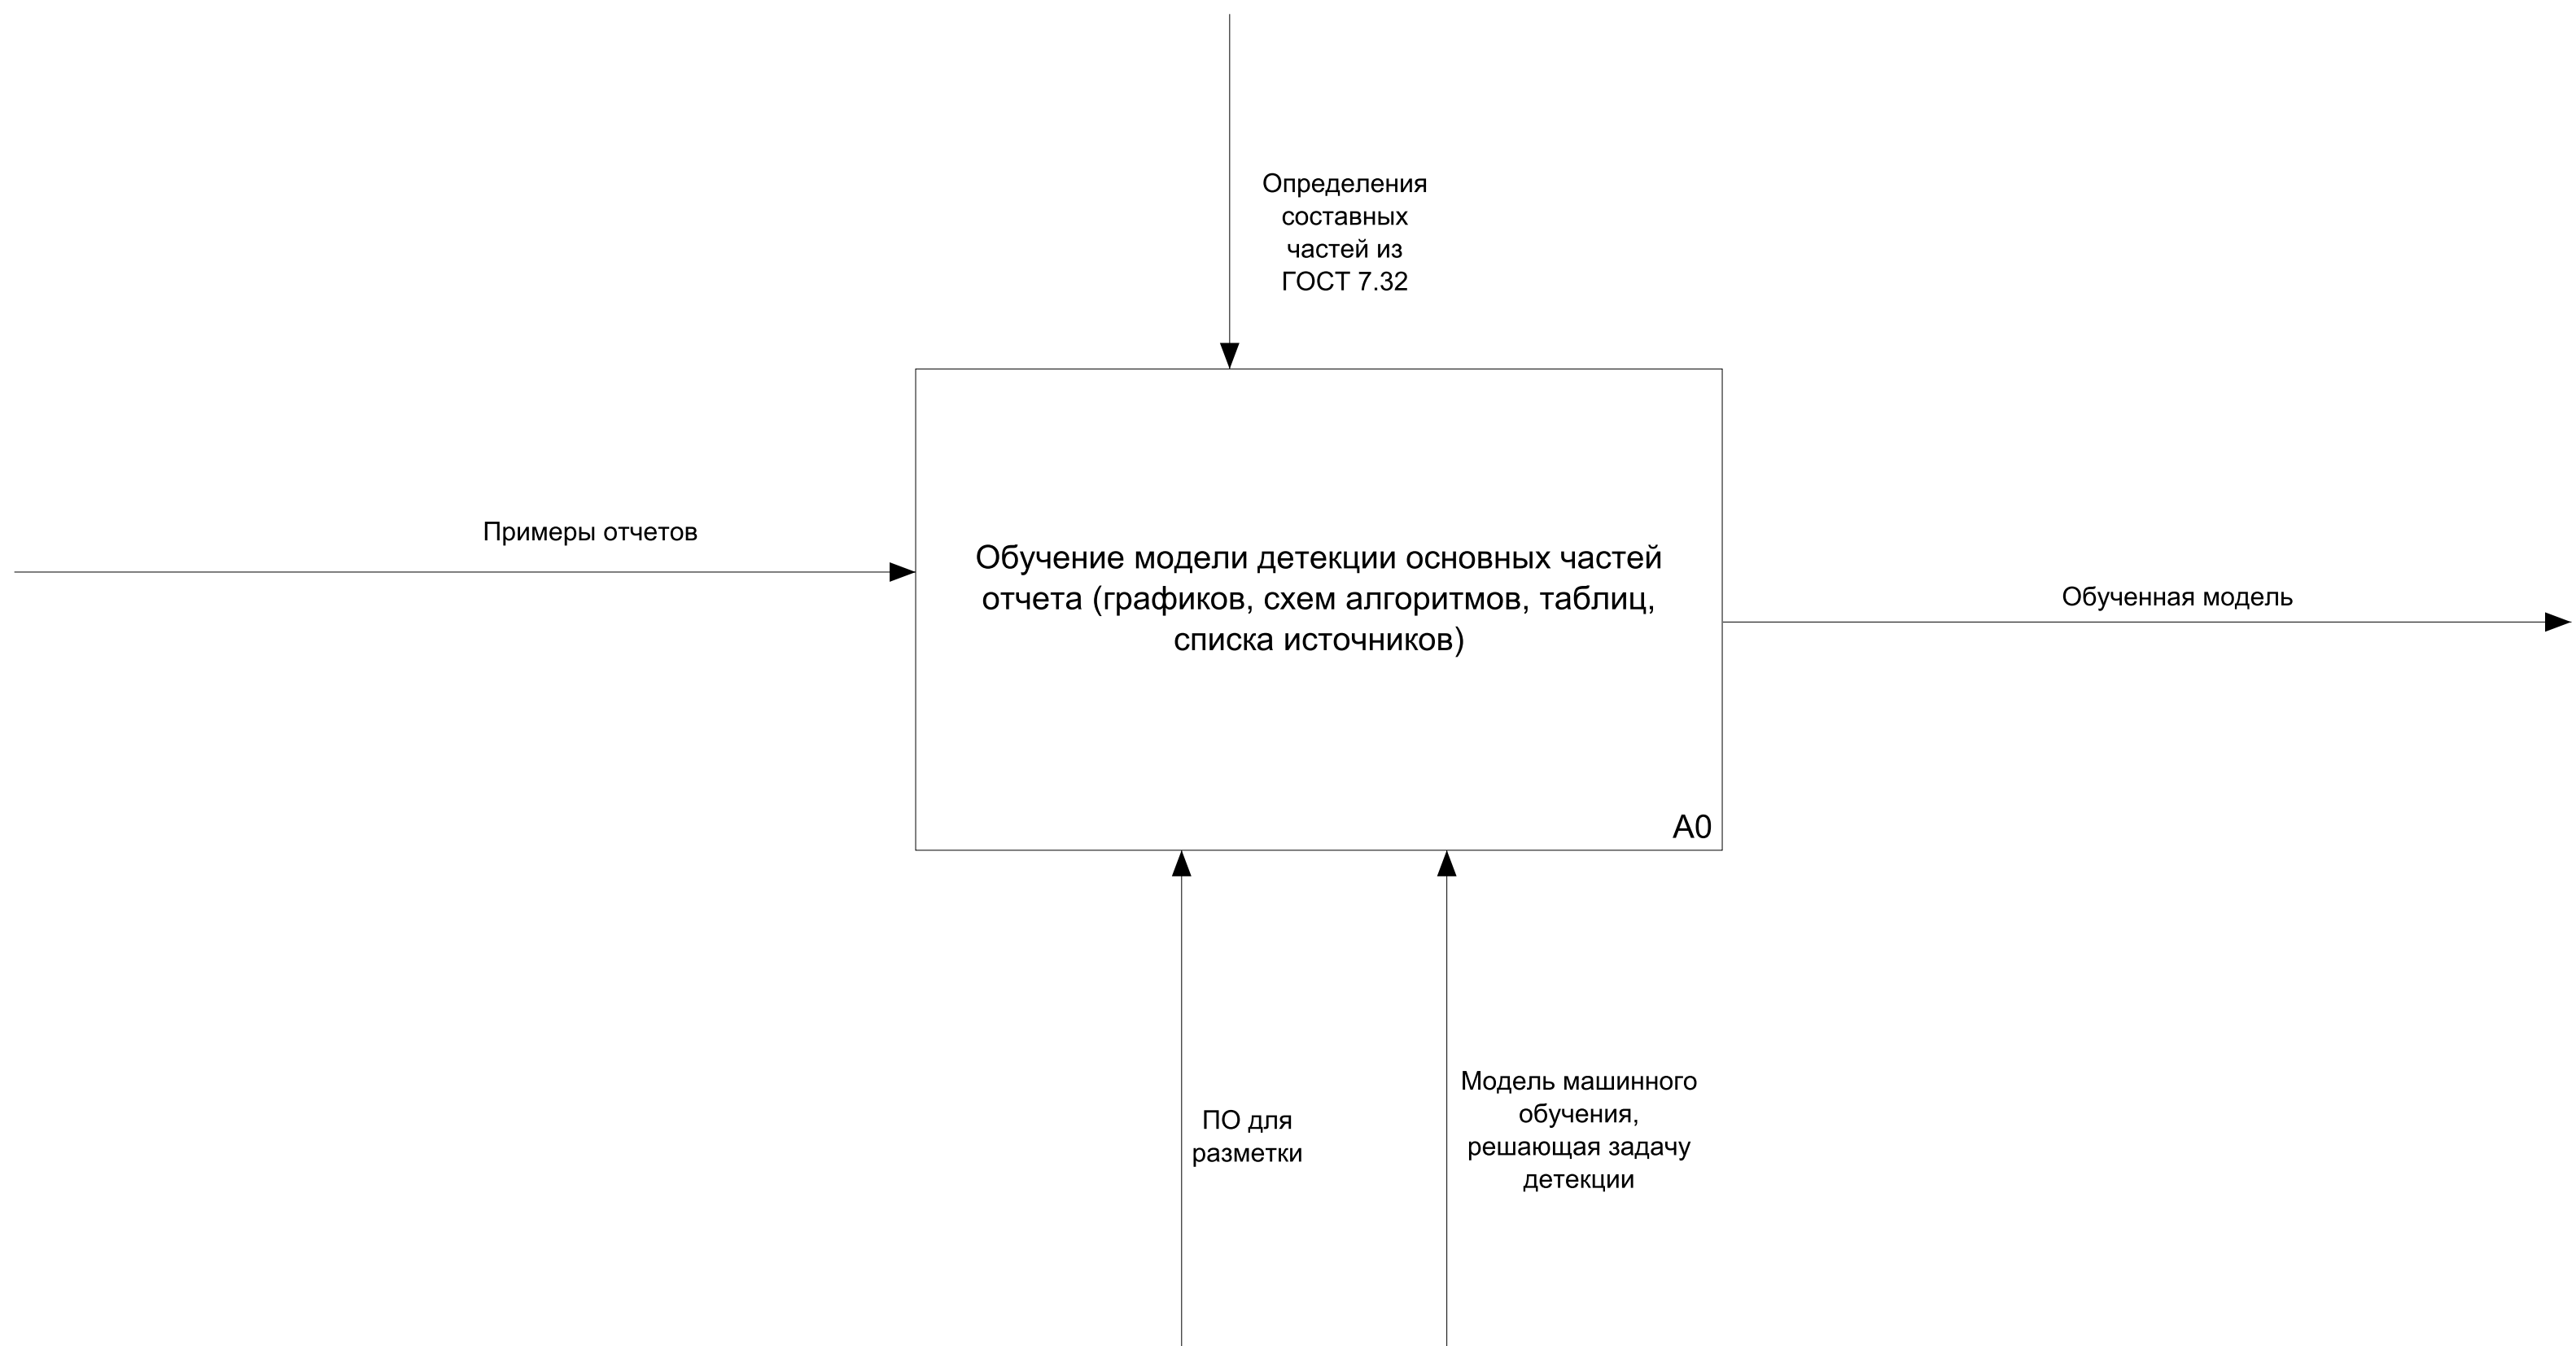 Определения
составных
частей из
ГОСТ 7.32
Примеры отчетов
Обучение модели детекции основных частей
отчета (графиков, схем алгоритмов, таблиц,
списка источников)
Обученная модель
A0
ПО для
разметки
Модель машинного
обучения,
решающая задачу
детекции